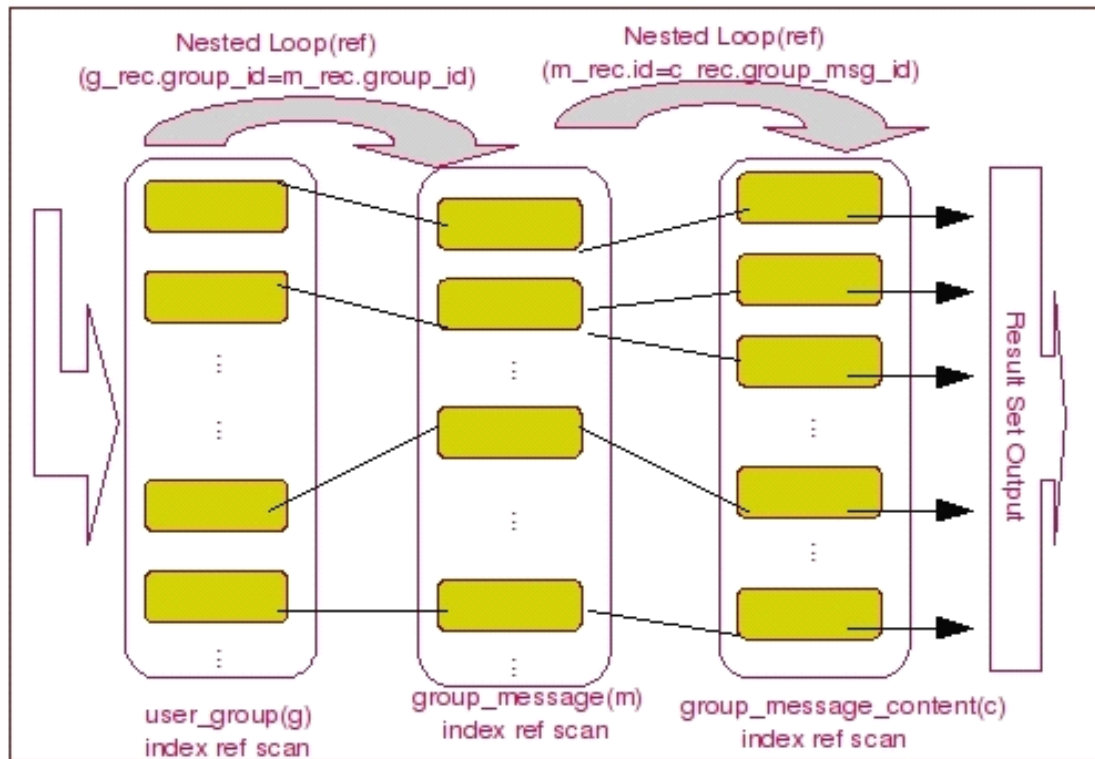 Nested Loop(ref)
(g_rec.group_id=m_rec.group_id)
Nested Loop(ref)
(m_rec.id=c_rec.group_msg_id)
Result Set Output
user_group(g)
index ref scan
group_message(m)
index ref scan
group_message_content(c)
index ref scan